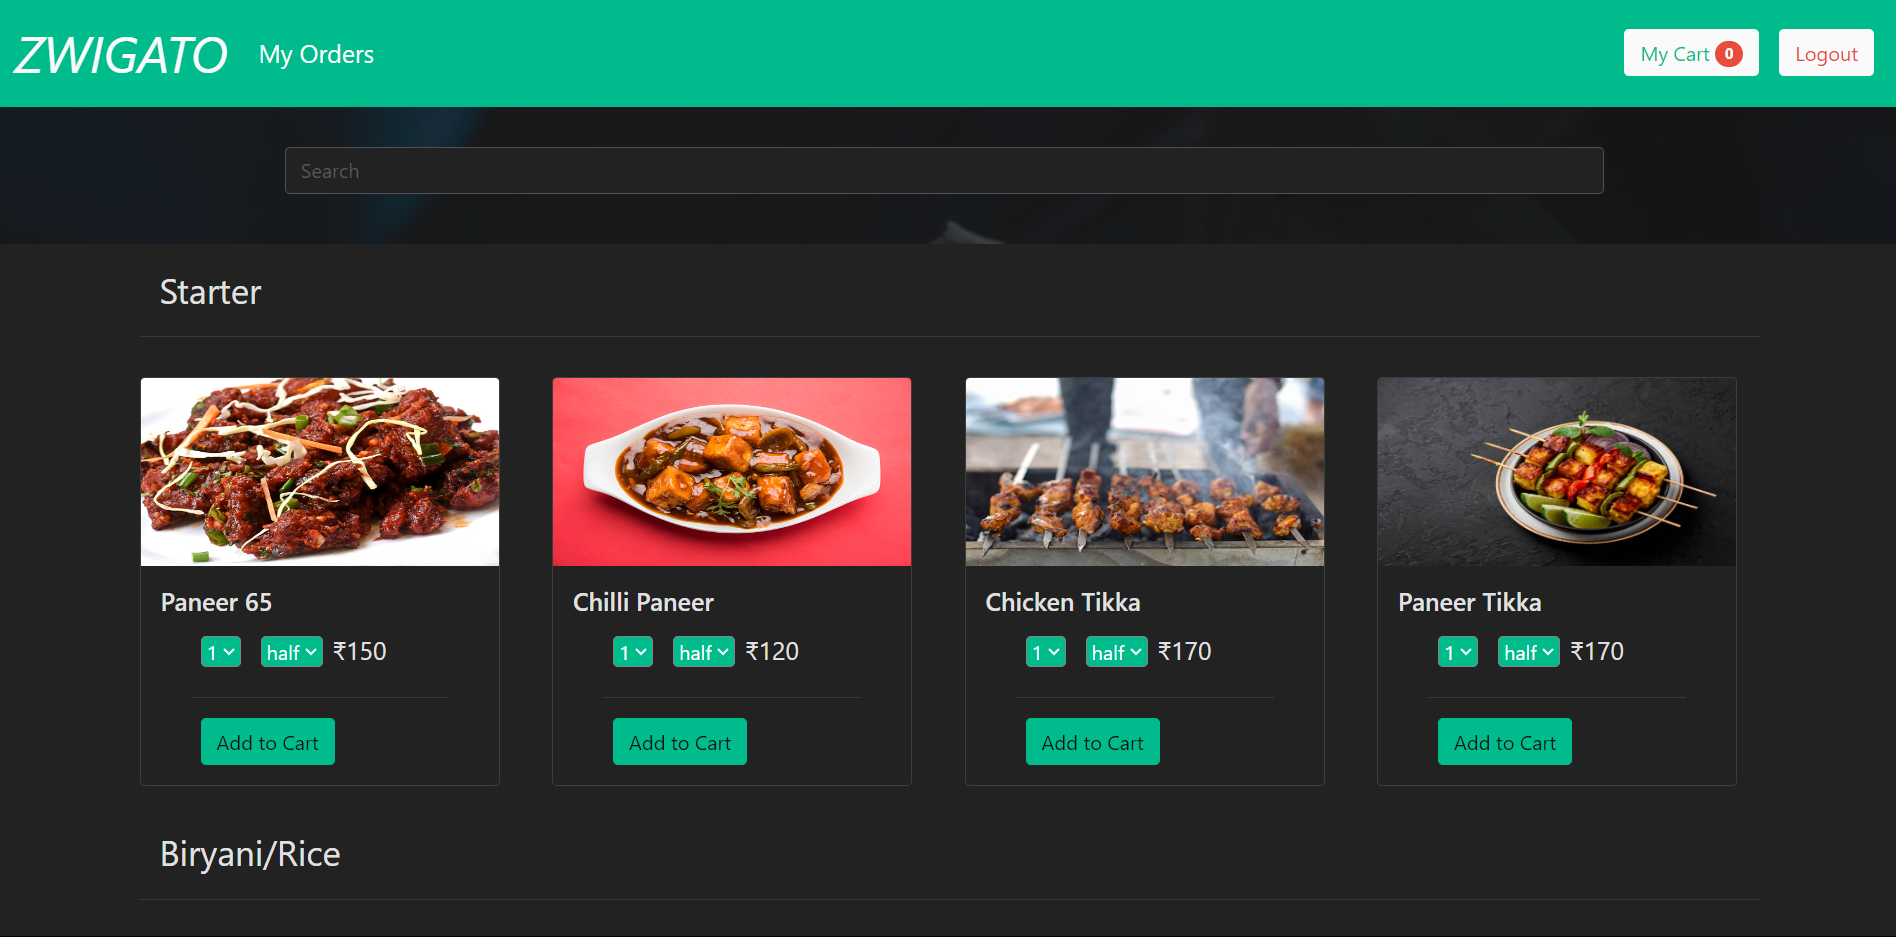 ZWIGATO My Orders My Cart 0 Logout
Search
Starter
Paneer 65 Chilli Paneer Chicken Tikka Paneer Tikka
1 half ₹150 1 half ₹120 1 half ₹170 1 half ₹170
Add to Cart Add to Cart Add to Cart Add to Cart
Biryani/Rice